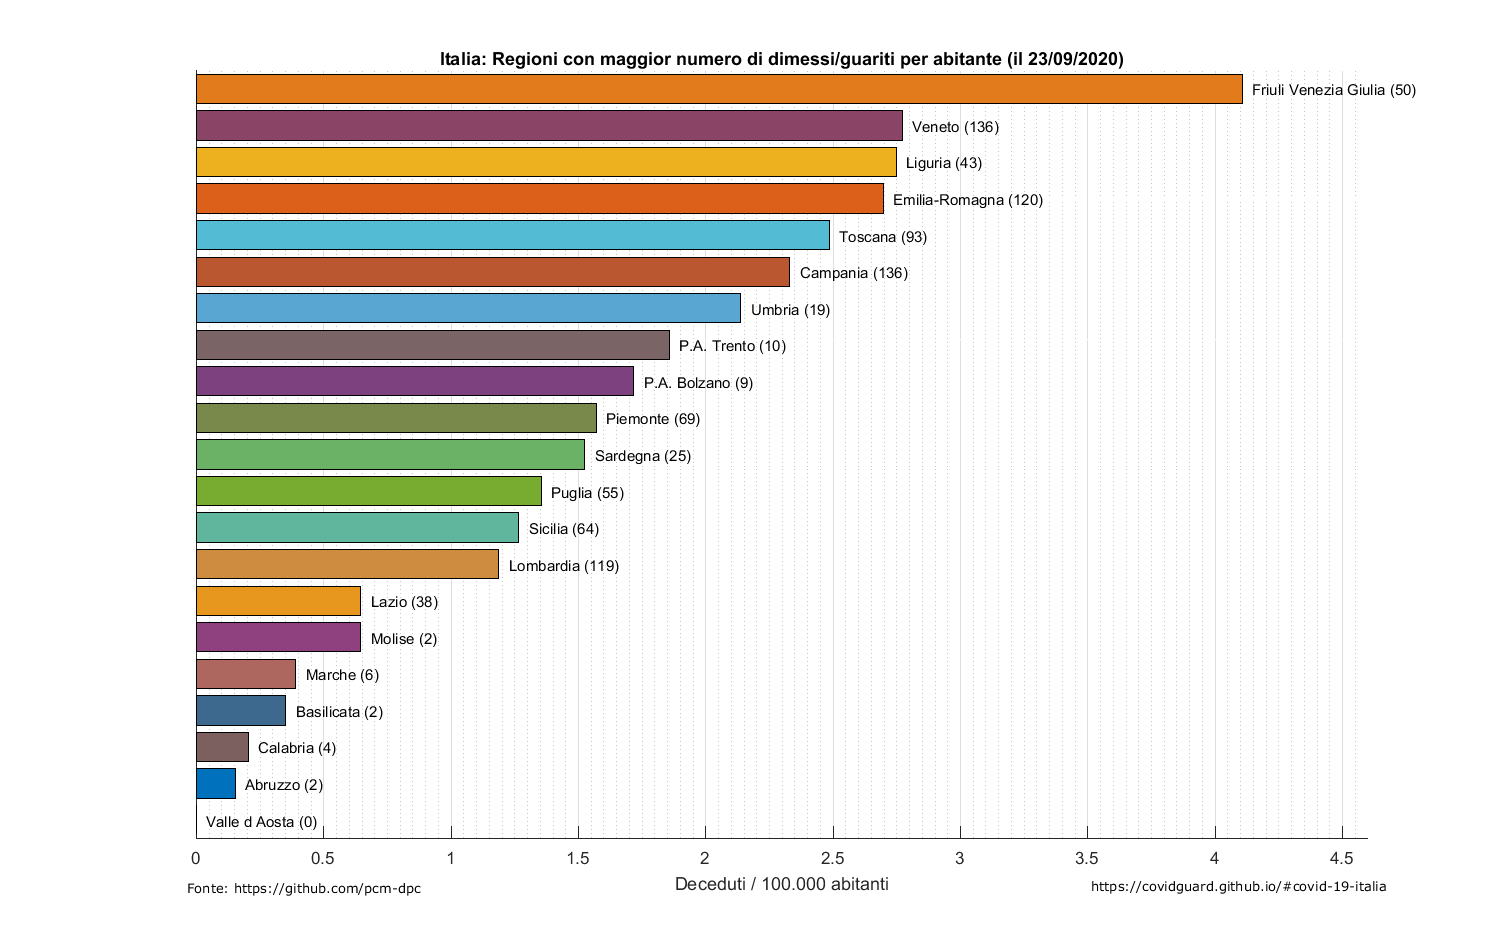 Italia: Regioni con maggior numero di dimessi/guariti per abitante (il 23/09/2020)
Friuli Venezia Giulia (50)
Veneto (136)
Liguria (43)
Emilia-Romagna (120)
Toscana (93)
Campania (136)
Umbria (19)
P.A. Trento (10)
P.A. Bolzano (9)
Piemonte (69)
Sardegna (25)
Puglia (55)
Sicilia (64)
Lombardia (119)
Lazio (38)
Molise (2)
Marche (6)
Basilicata (2)
Calabria (4)
Abruzzo (2)
Valle d Aosta (0)
0 0.5 1 1.5 2 2.5 3 3.5 4 4.5
Deceduti / 100.000 abitanti
Fonte: https://github.com/pcm-dpc
https://covidguard.github.io/#covid-19-italia